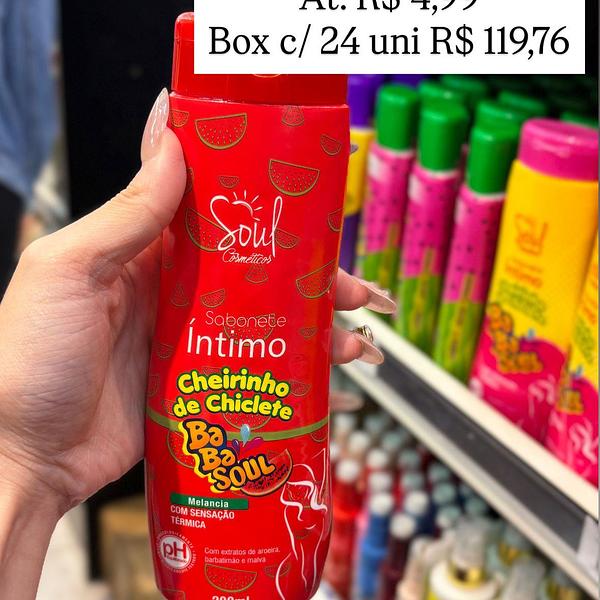 At. R$ 4,99
Box c/ 24 uni R$ 119,76
Soul
Cosméticos
Sabonete
Íntimo
Cheirinho
de Chiclete
Ba
Ba
SOUL
Melancia
COM SENSAÇÃO
TÉRMICA
pH
Com extratos de aroeira,
barbatimão e malva
200ml